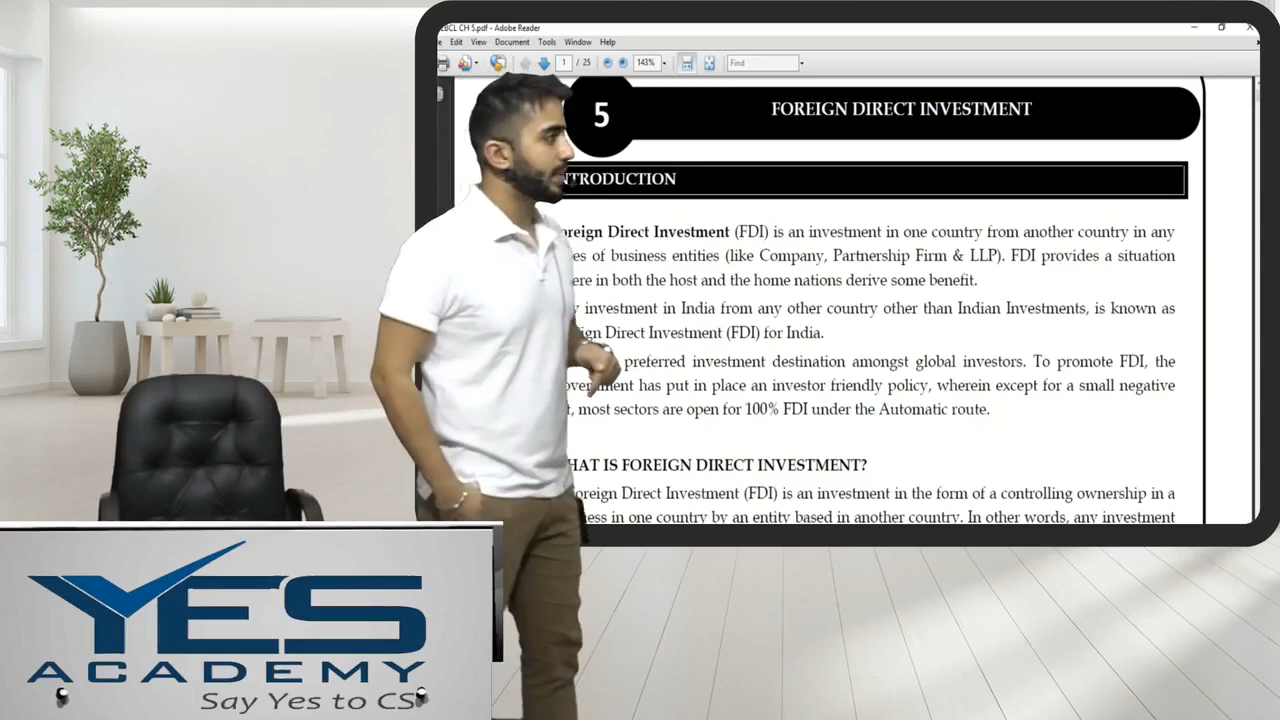 CH 5.pdf - Adobe Reader
Edit View Document Tools Window Help
1 / 25 143% Find
5 FOREIGN DIRECT INVESTMENT
NTRODUCTION
oreign Direct Investment (FDI) is an investment in one country from another country in any
es of business entities (like Company, Partnership Firm & LLP). FDI provides a situation
ere in both the host and the home nations derive some benefit.
y investment in India from any other country other than Indian Investments, is known as
ign Direct Investment (FDI) for India.
preferred investment destination amongst global investors. To promote FDI, the
ment has put in place an investor friendly policy, wherein except for a small negative
t, most sectors are open for 100% FDI under the Automatic route.
HAT IS FOREIGN DIRECT INVESTMENT?
oreign Direct Investment (FDI) is an investment in the form of a controlling ownership in a
ness in one country by an entity based in another country. In other words, any investment
YES
ACADEMY
Say Yes to CS